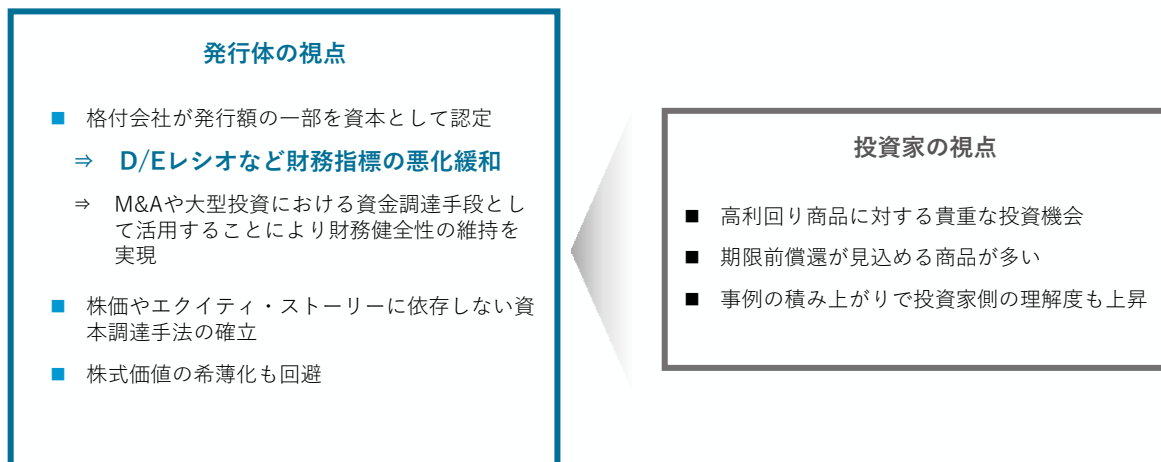 発行体の視点
■ 格付会社が発行額の一部を資本として認定
⇒ D/Eレシオなど財務指標の悪化緩和
⇒ M&Aや大型投資における資金調達手段とし
て活用することにより財務健全性の維持を
実現
■ 株価やエクイティ・ストーリーに依存しない資
本調達手法の確立
■ 株式価値の希薄化も回避
投資家の視点
■ 高利回り商品に対する貴重な投資機会
■ 期限前償還が見込める商品が多い
■ 事例の積み上がりで投資家側の理解度も上昇